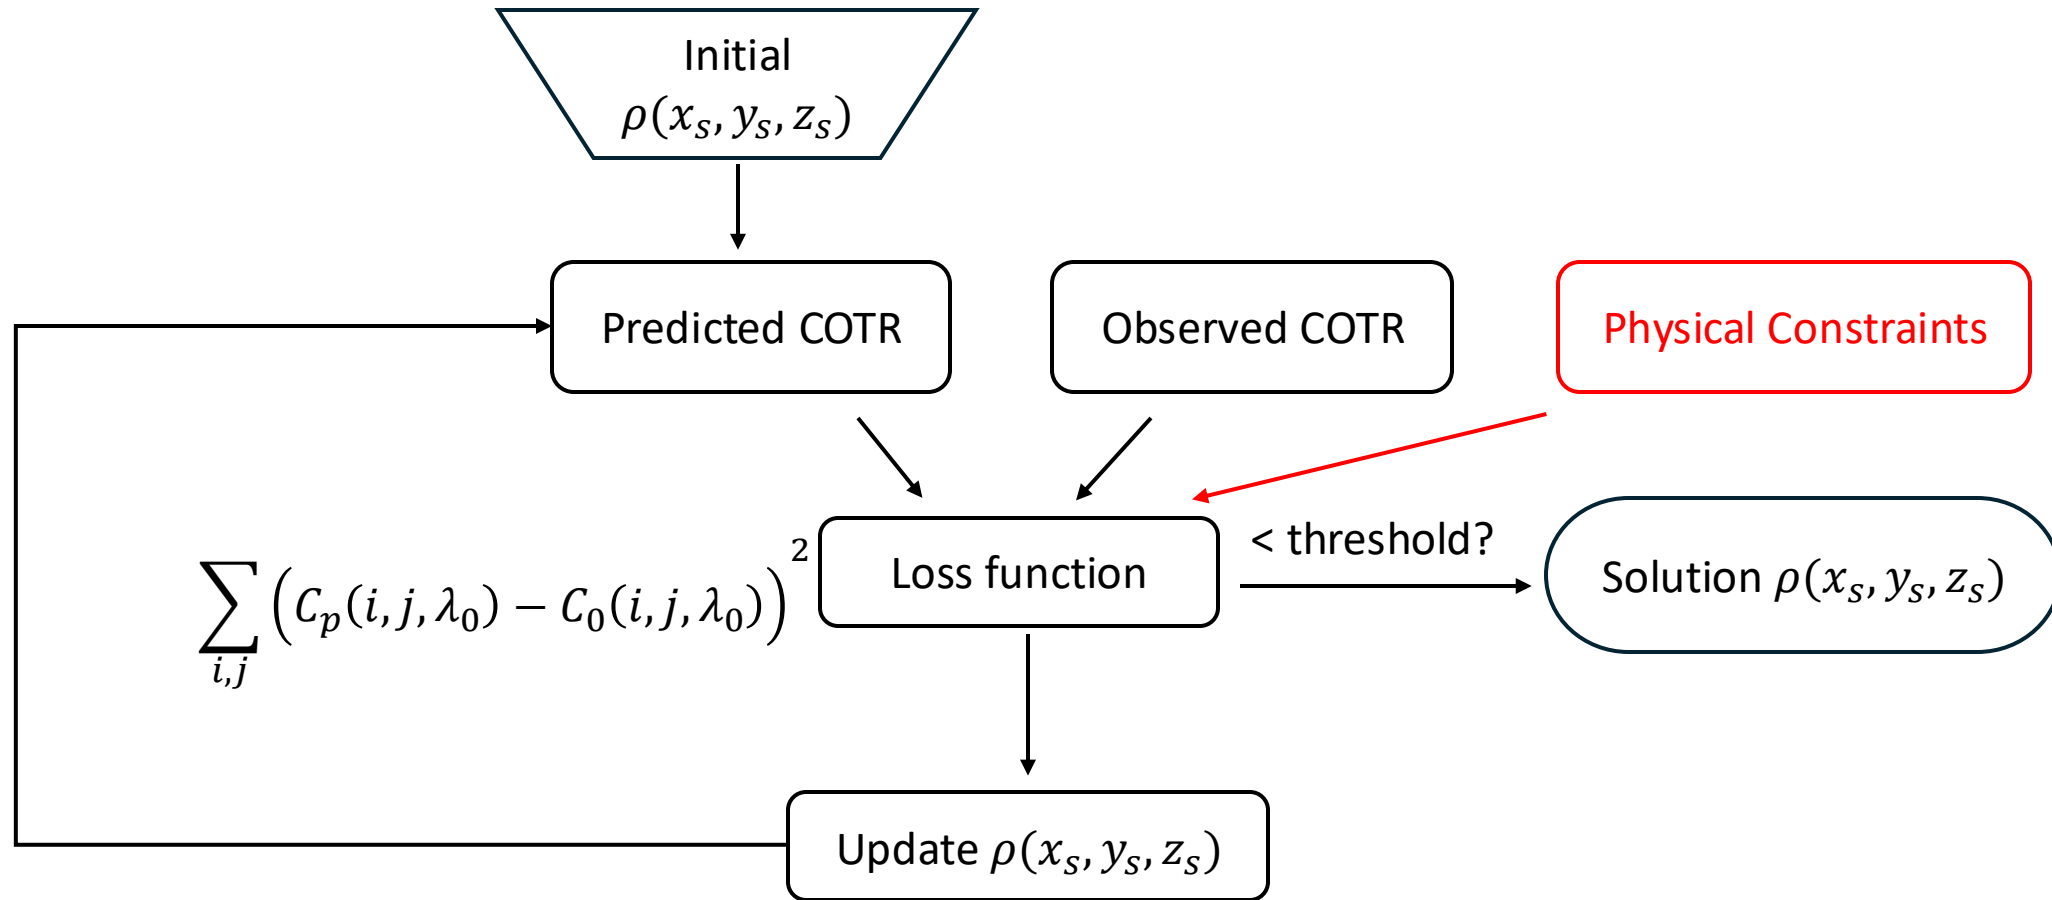 Initial
ρ(x_s, y_s, z_s)
Predicted COTR
Observed COTR
Physical Constraints
∑_{i,j} (C_p(i, j, λ_0) − C_0(i, j, λ_0))^2
Loss function
< threshold?
Solution ρ(x_s, y_s, z_s)
Update ρ(x_s, y_s, z_s)